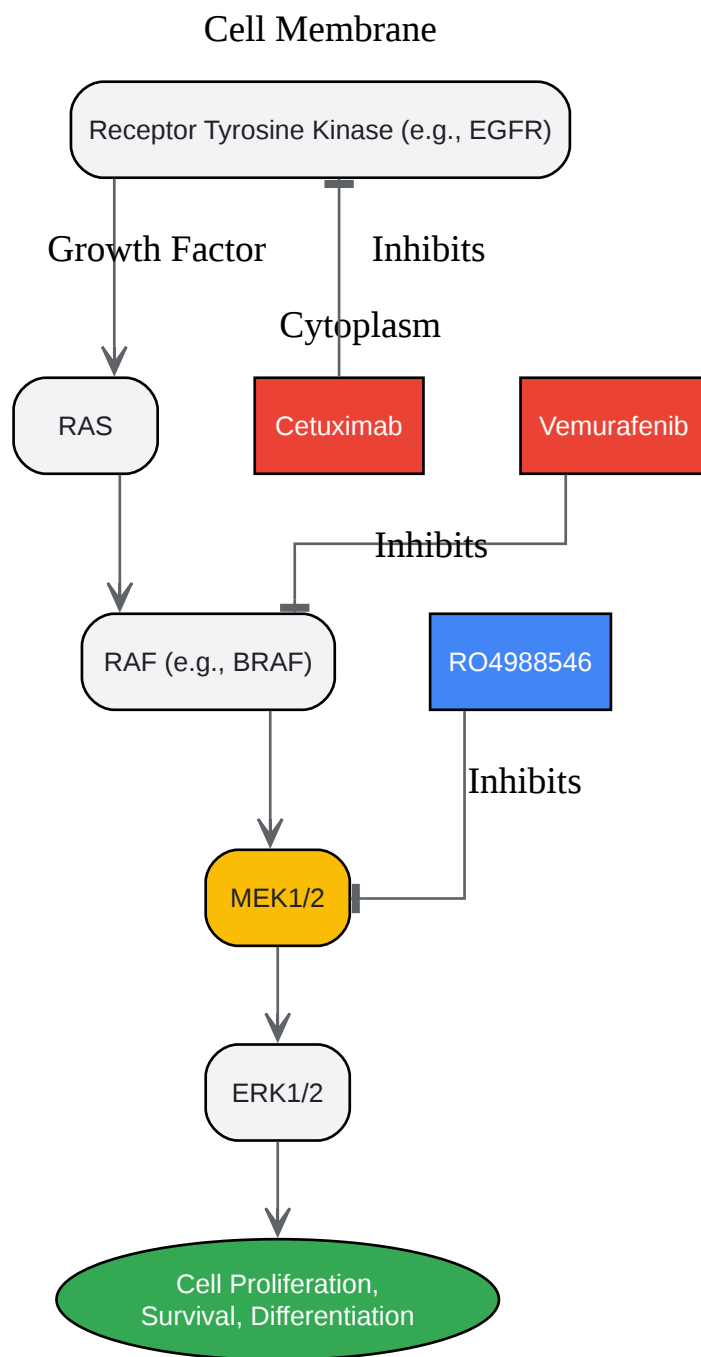 Cell Membrane
Receptor Tyrosine Kinase (e.g., EGFR)
Growth Factor
Inhibits
Cytoplasm
RAS
Cetuximab
Vemurafenib
Inhibits
RAF (e.g., BRAF)
RO4988546
Inhibits
MEK1/2
ERK1/2
Cell Proliferation,
Survival, Differentiation